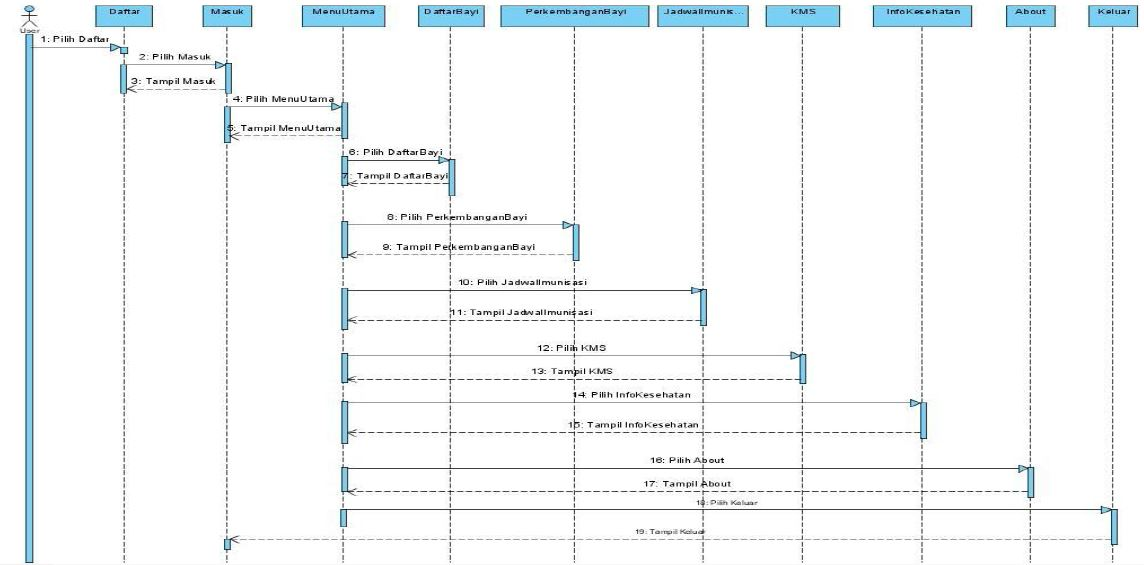 Daftar
Masuk
MenuUtama
DaftarBayi
PerkembanganBayi
JadwalImunis...
KMS
InfoKesehatan
About
Keluar
User
1: Pilih Daftar
2: Pilih Masuk
3: Tampil Masuk
4: Pilih MenuUtama
5: Tampil MenuUtama
6: Pilih DaftarBayi
7: Tampil DaftarBayi
8: Pilih PerkembanganBayi
9: Tampil PerkembanganBayi
10: Pilih JadwalImunisasi
11: Tampil JadwalImunisasi
12: Pilih KMS
13: Tampil KMS
14: Pilih InfoKesehatan
15: Tampil InfoKesehatan
16: Pilih About
17: Tampil About
18: Pilih Keluar
19: Tampil Keluar